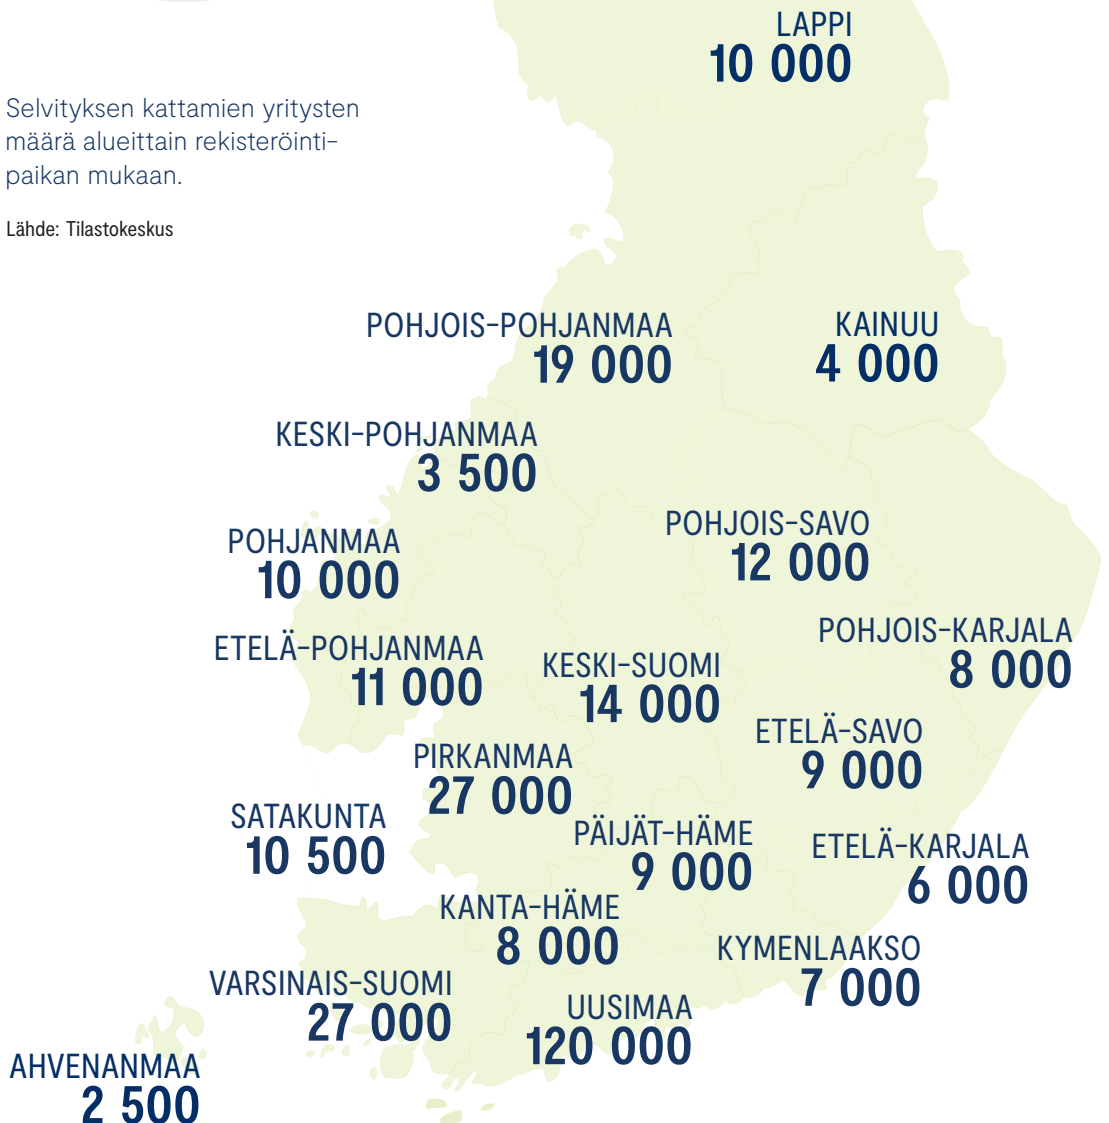 LAPPI
10 000
Selvityksen kattamien yritysten
määrä alueittain rekisteröinti-
paikan mukaan.
Lähde: Tilastokeskus
POHJOIS-POHJANMAA
19 000
KAINUU
4 000
KESKI-POHJANMAA
3 500
POHJOIS-SAVO
12 000
POHJANMAA
10 000
POHJOIS-KARJALA
8 000
ETELÄ-POHJANMAA
11 000
KESKI-SUOMI
14 000
ETELÄ-SAVO
9 000
PIRKANMAA
27 000
SATAKUNTA
10 500
PÄIJÄT-HÄME
9 000
ETELÄ-KARJALA
6 000
KANTA-HÄME
8 000
KYMENLAAKSO
7 000
VARSINAIS-SUOMI
27 000
UUSIMAA
120 000
AHVENANMAA
2 500